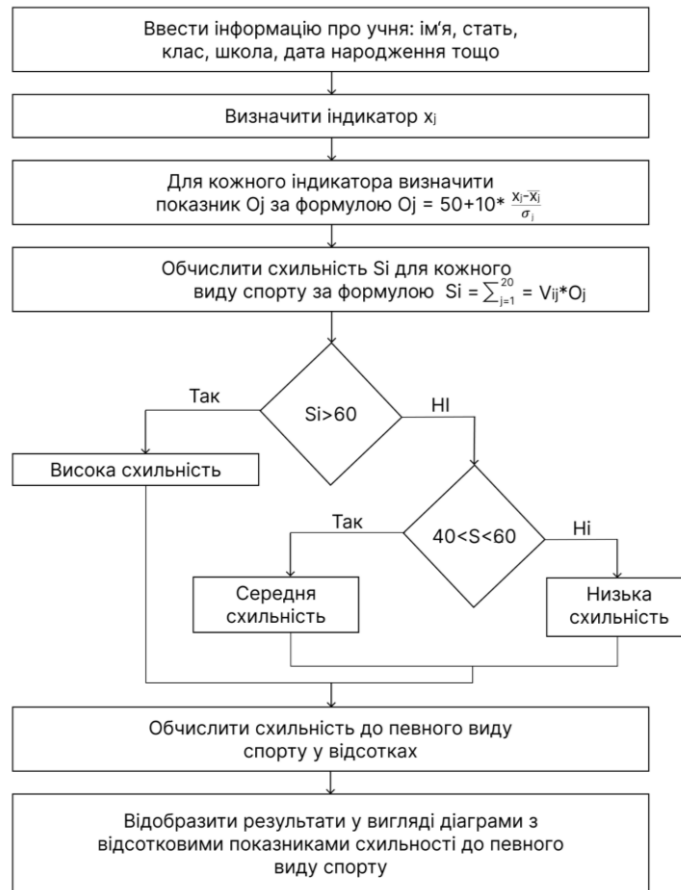 Ввести інформацію про учня: ім‘я, стать,
клас, школа, дата народження тощо
Визначити індикатор xⱼ
Для кожного індикатора визначити
показник Oj за формулою Oj = 50+10* (xⱼ-x̄ⱼ)/σⱼ
Обчислити схильність Si для кожного
виду спорту за формулою Si = ∑²⁰ⱼ₌₁ = Vᵢⱼ*Oⱼ
Si>60
Так
НІ
Висока схильність
40<S<60
Так
Ні
Середня
схильність
Низька
схильність
Обчислити схильність до певного виду
спорту у відсотках
Відобразити результати у вигляді діаграми з
відсотковими показниками схильності до певного
виду спорту